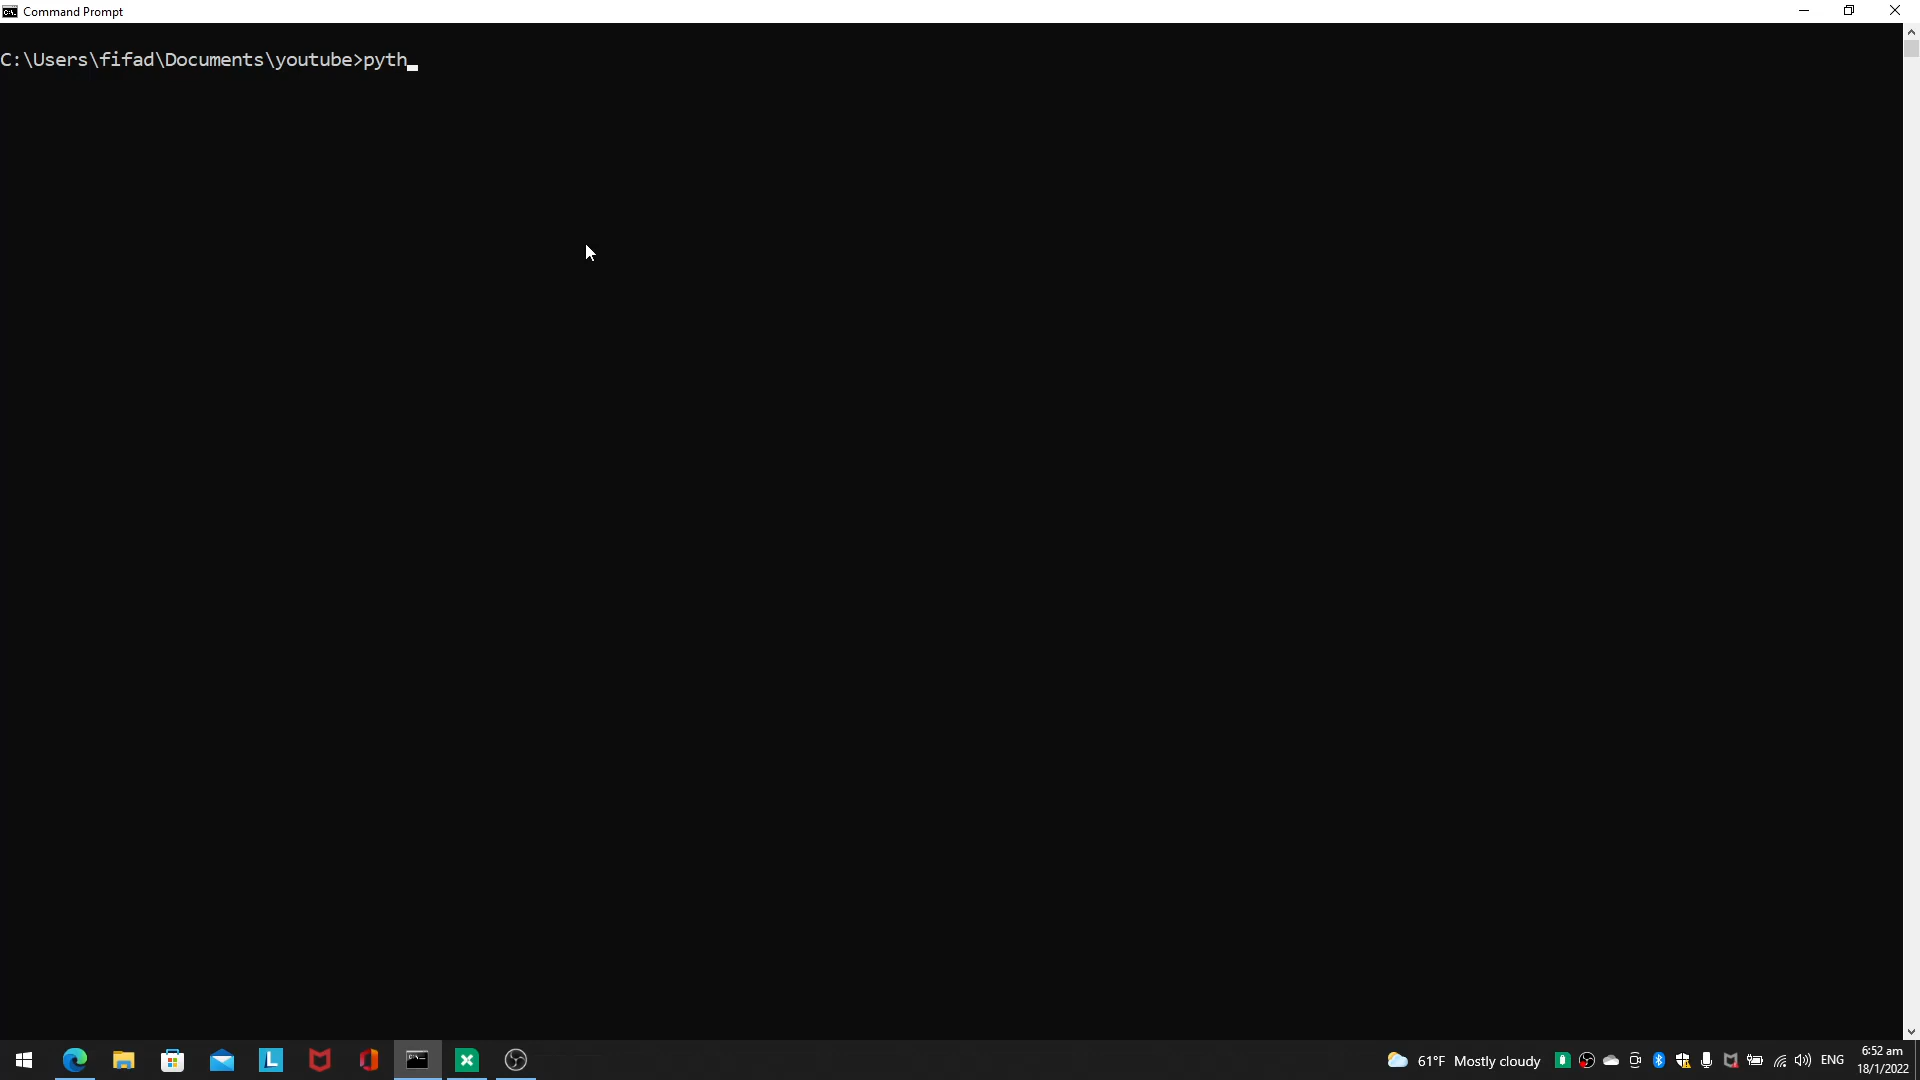 Command Prompt
C:\Users\fifad\Documents\youtube>pyth
61°F Mostly cloudy
ENG
6:52 am
18/1/2022